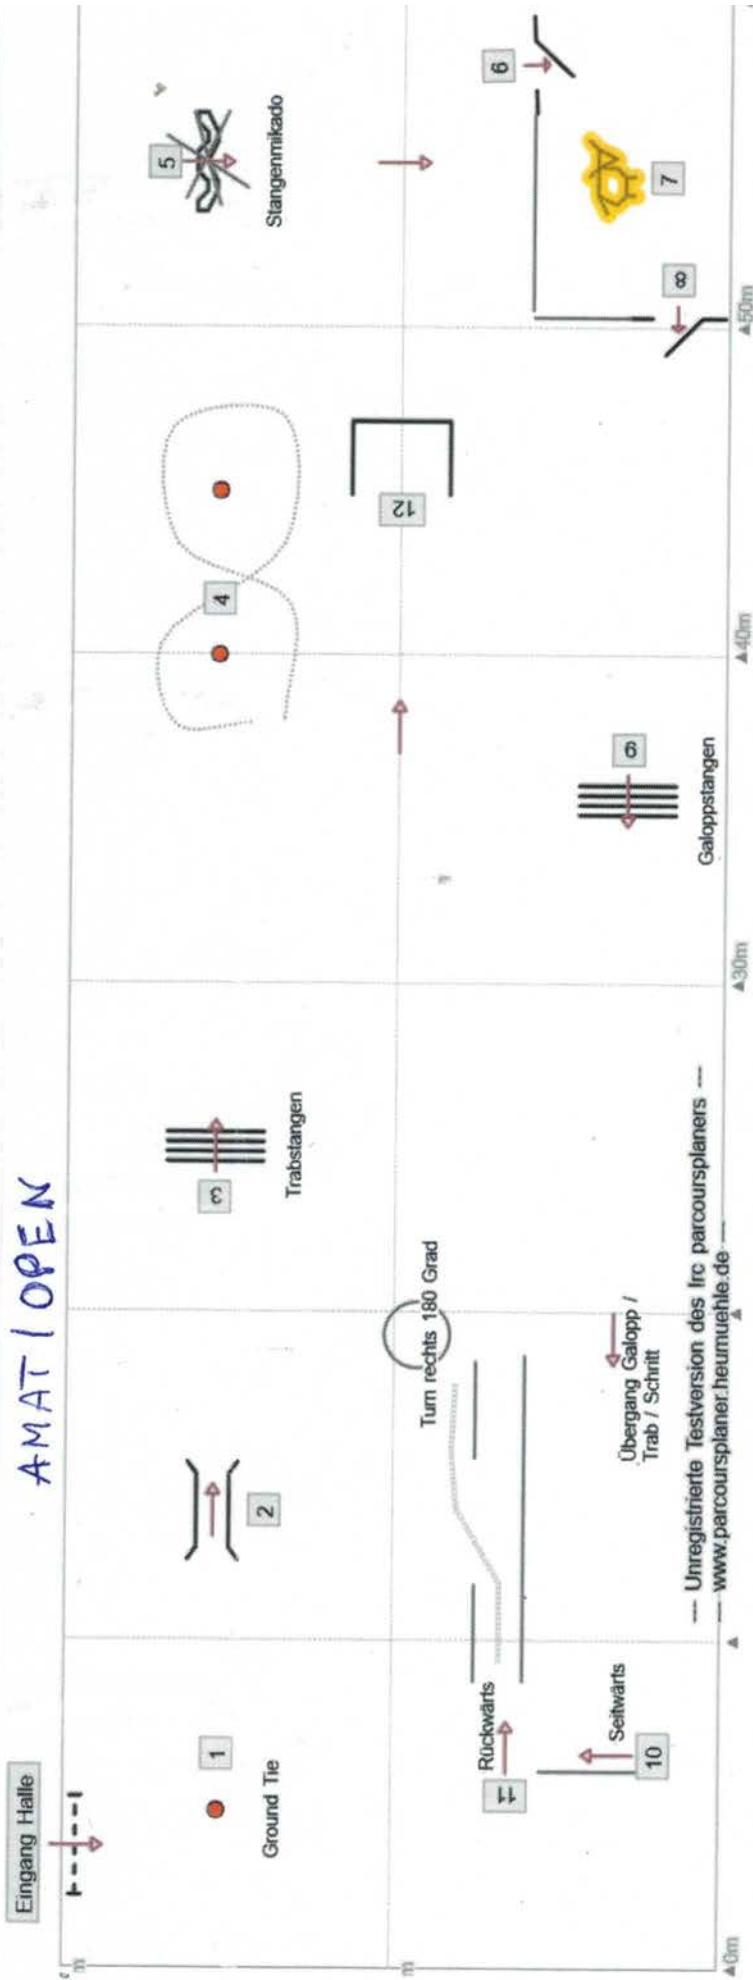 AMAT / OPEN
Eingang Halle
1
Ground Tie
2
3
Trabstangen
4
5
Stangenmikado
6
7
8
9
Galoppstangen
10
Seitwärts
11
Rückwärts
12
Turn rechts 180 Grad
Übergang Galopp /
Trab / Schritt
--- Unregistrierte Testversion des lrc parcoursplaners ---
--- www.parcoursplaner.heumuehle.de ---
0m
30m
40m
50m
m
m